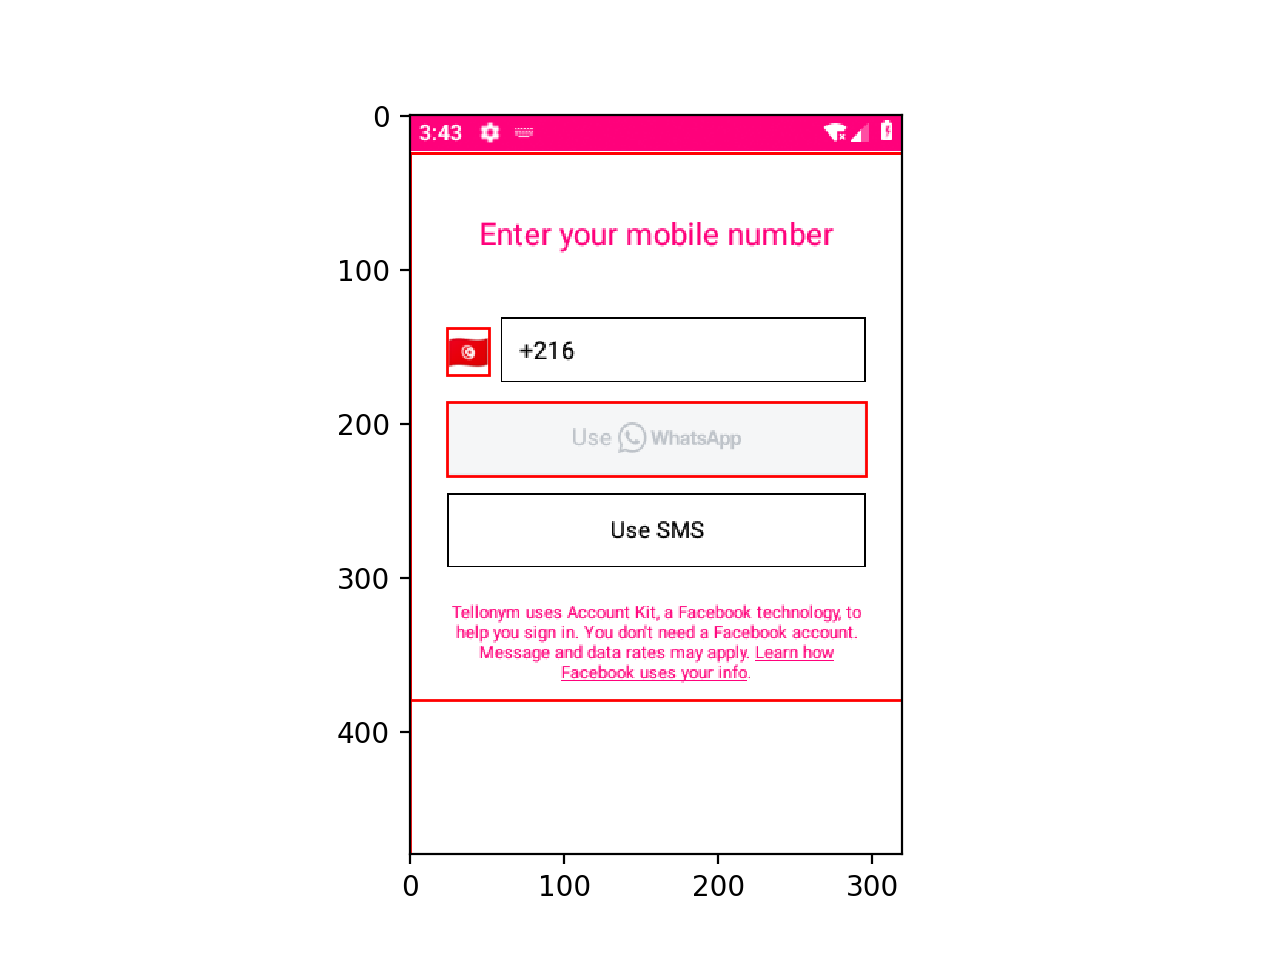 0
3:43
Enter your mobile number
100
+216
200
Use WhatsApp
Use SMS
300
Tellonym uses Account Kit, a Facebook technology, to
help you sign in. You don't need a Facebook account.
Message and data rates may apply. Learn how
Facebook uses your info.
400
0 100 200 300